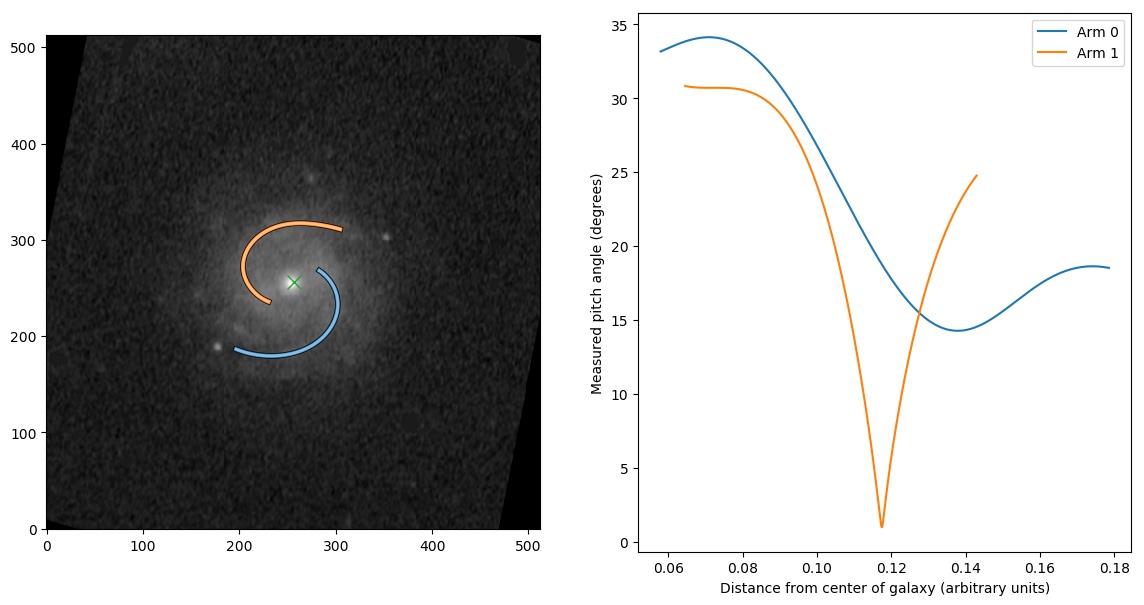 500
400
300
200
100
0
0 100 200 300 400 500
35
30
25
20
15
10
5
0
0.06 0.08 0.10 0.12 0.14 0.16 0.18
Measured pitch angle (degrees)
Distance from center of galaxy (arbitrary units)
Arm 0
Arm 1